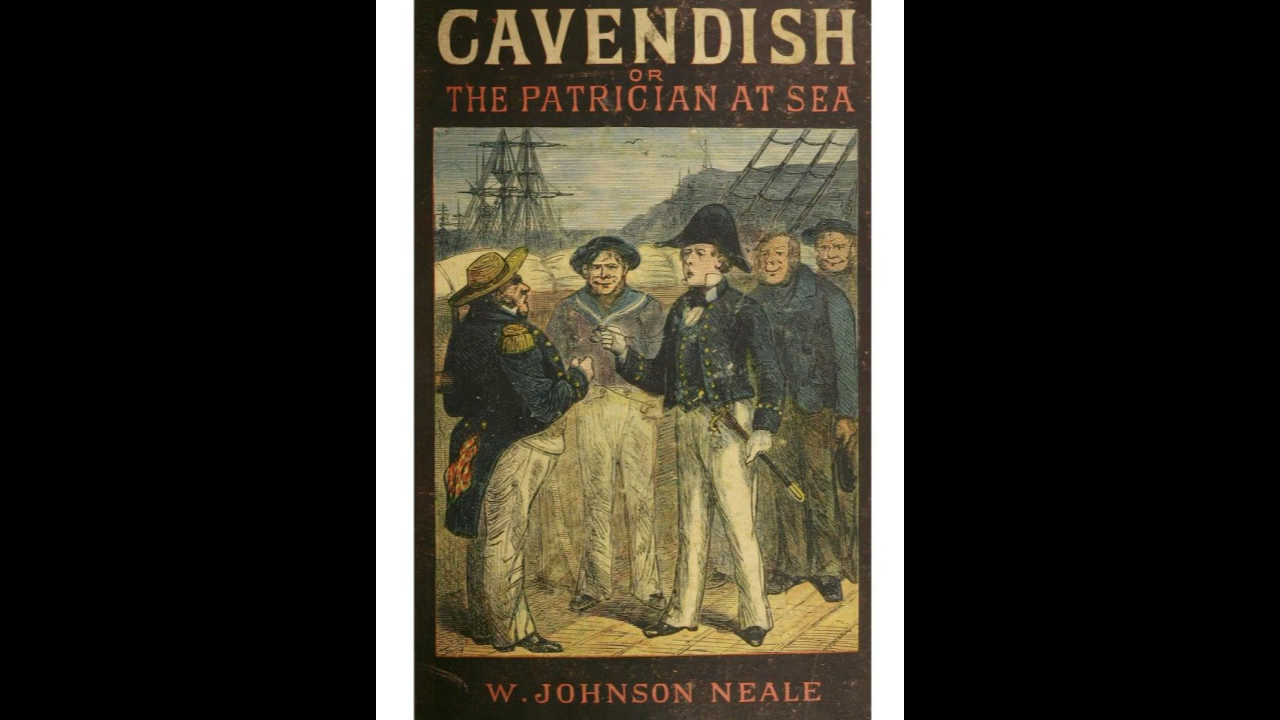 CAVENDISH
OR
THE PATRICIAN AT SEA
W. JOHNSON NEALE